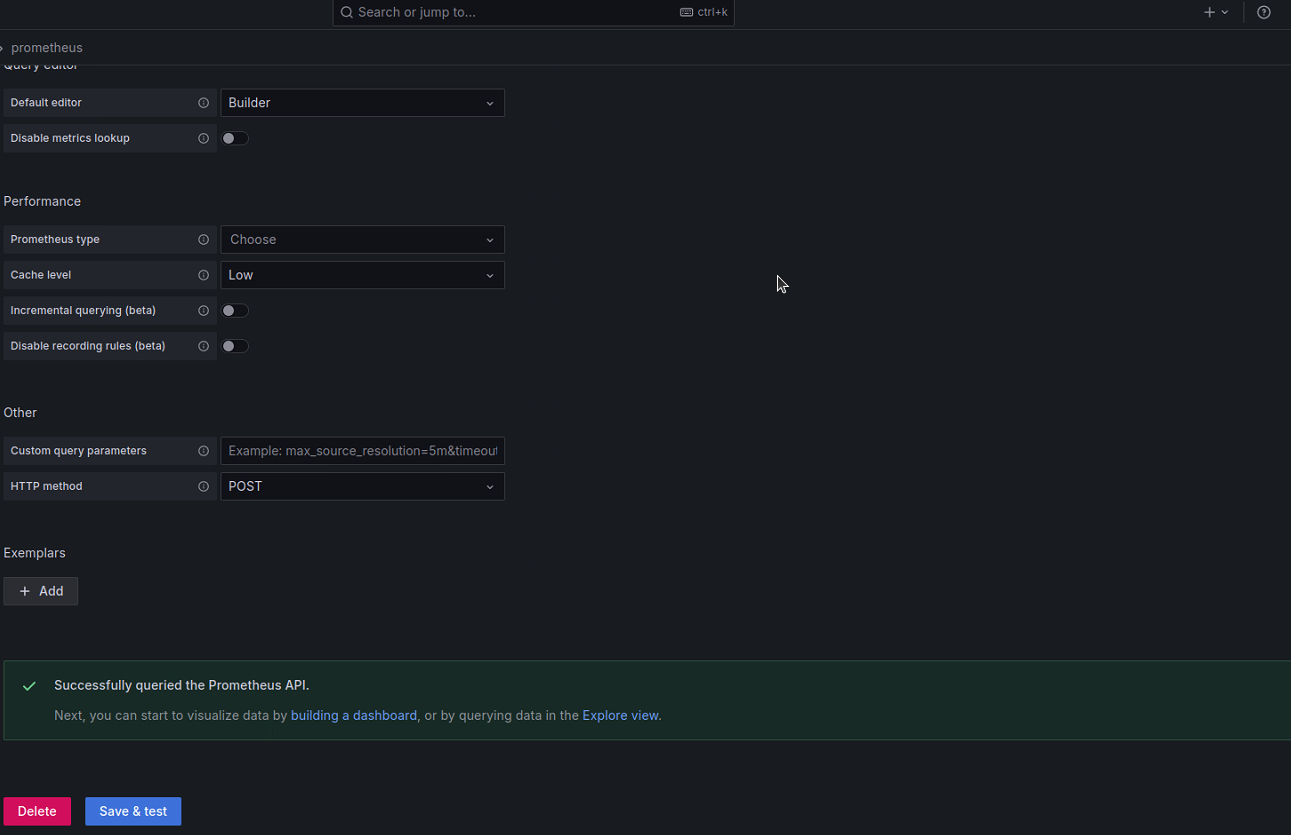 Search or jump to...
ctrl+k
prometheus
Query editor
Default editor
Builder
Disable metrics lookup
Performance
Prometheus type
Choose
Cache level
Low
Incremental querying (beta)
Disable recording rules (beta)
Other
Custom query parameters
Example: max_source_resolution=5m&timeout
HTTP method
POST
Exemplars
+ Add
Successfully queried the Prometheus API.
Next, you can start to visualize data by building a dashboard, or by querying data in the Explore view.
Delete
Save & test